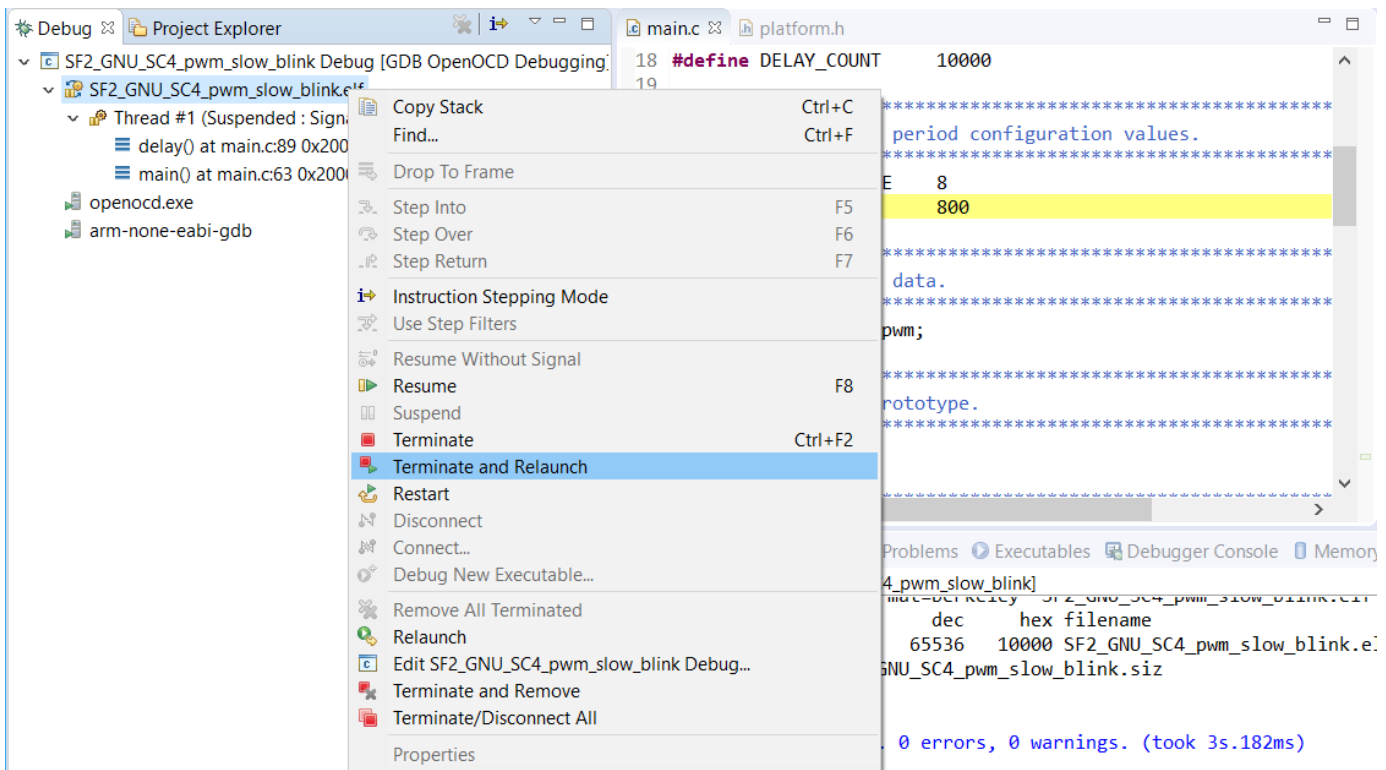 Debug Project Explorer
SF2_GNU_SC4_pwm_slow_blink Debug [GDB OpenOCD Debugging]
SF2_GNU_SC4_pwm_slow_blink.elf
Thread #1 (Suspended : Sign
delay() at main.c:89 0x200
main() at main.c:63 0x200
openocd.exe
arm-none-eabi-gdb
Copy Stack Ctrl+C
Find... Ctrl+F
Drop To Frame
Step Into F5
Step Over F6
Step Return F7
Instruction Stepping Mode
Use Step Filters
Resume Without Signal
Resume F8
Suspend
Terminate Ctrl+F2
Terminate and Relaunch
Restart
Disconnect
Connect...
Debug New Executable...
Remove All Terminated
Relaunch
Edit SF2_GNU_SC4_pwm_slow_blink Debug...
Terminate and Remove
Terminate/Disconnect All
Properties
main.c platform.h
18 #define DELAY_COUNT 10000
19
******************************************
period configuration values.
******************************************
E 8
800
******************************************
data.
******************************************
pwm;
******************************************
rototype.
******************************************
******************************************
Problems Executables Debugger Console Memory
4_pwm_slow_blink]
mat=berkeley "SF2_GNU_SC4_pwm_slow_blink.elf
dec hex filename
65536 10000 SF2_GNU_SC4_pwm_slow_blink.el
GNU_SC4_pwm_slow_blink.siz
. 0 errors, 0 warnings. (took 3s.182ms)